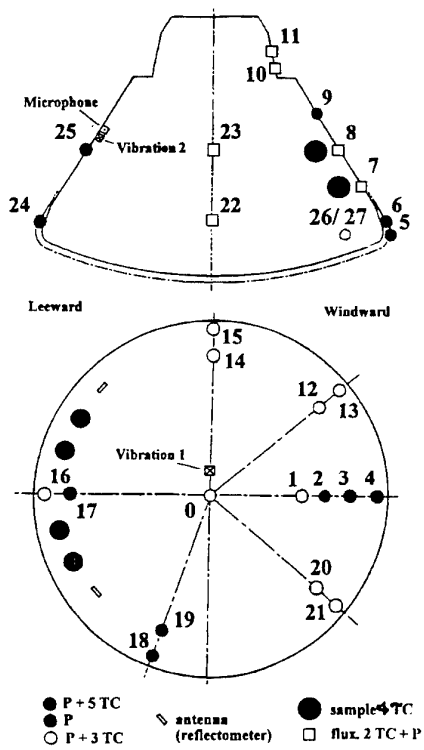 11
10
Microphone
9
25
23
8
Vibration 2
7
24
22
26/ 27
6
5
Leeward
Windward
15
14
12
13
Vibration 1
16
1
2
3
4
17
0
20
21
19
18
P + 5 TC
P
P + 3 TC
antenna
(reflectometer)
sample
TC
flux. 2 TC + P